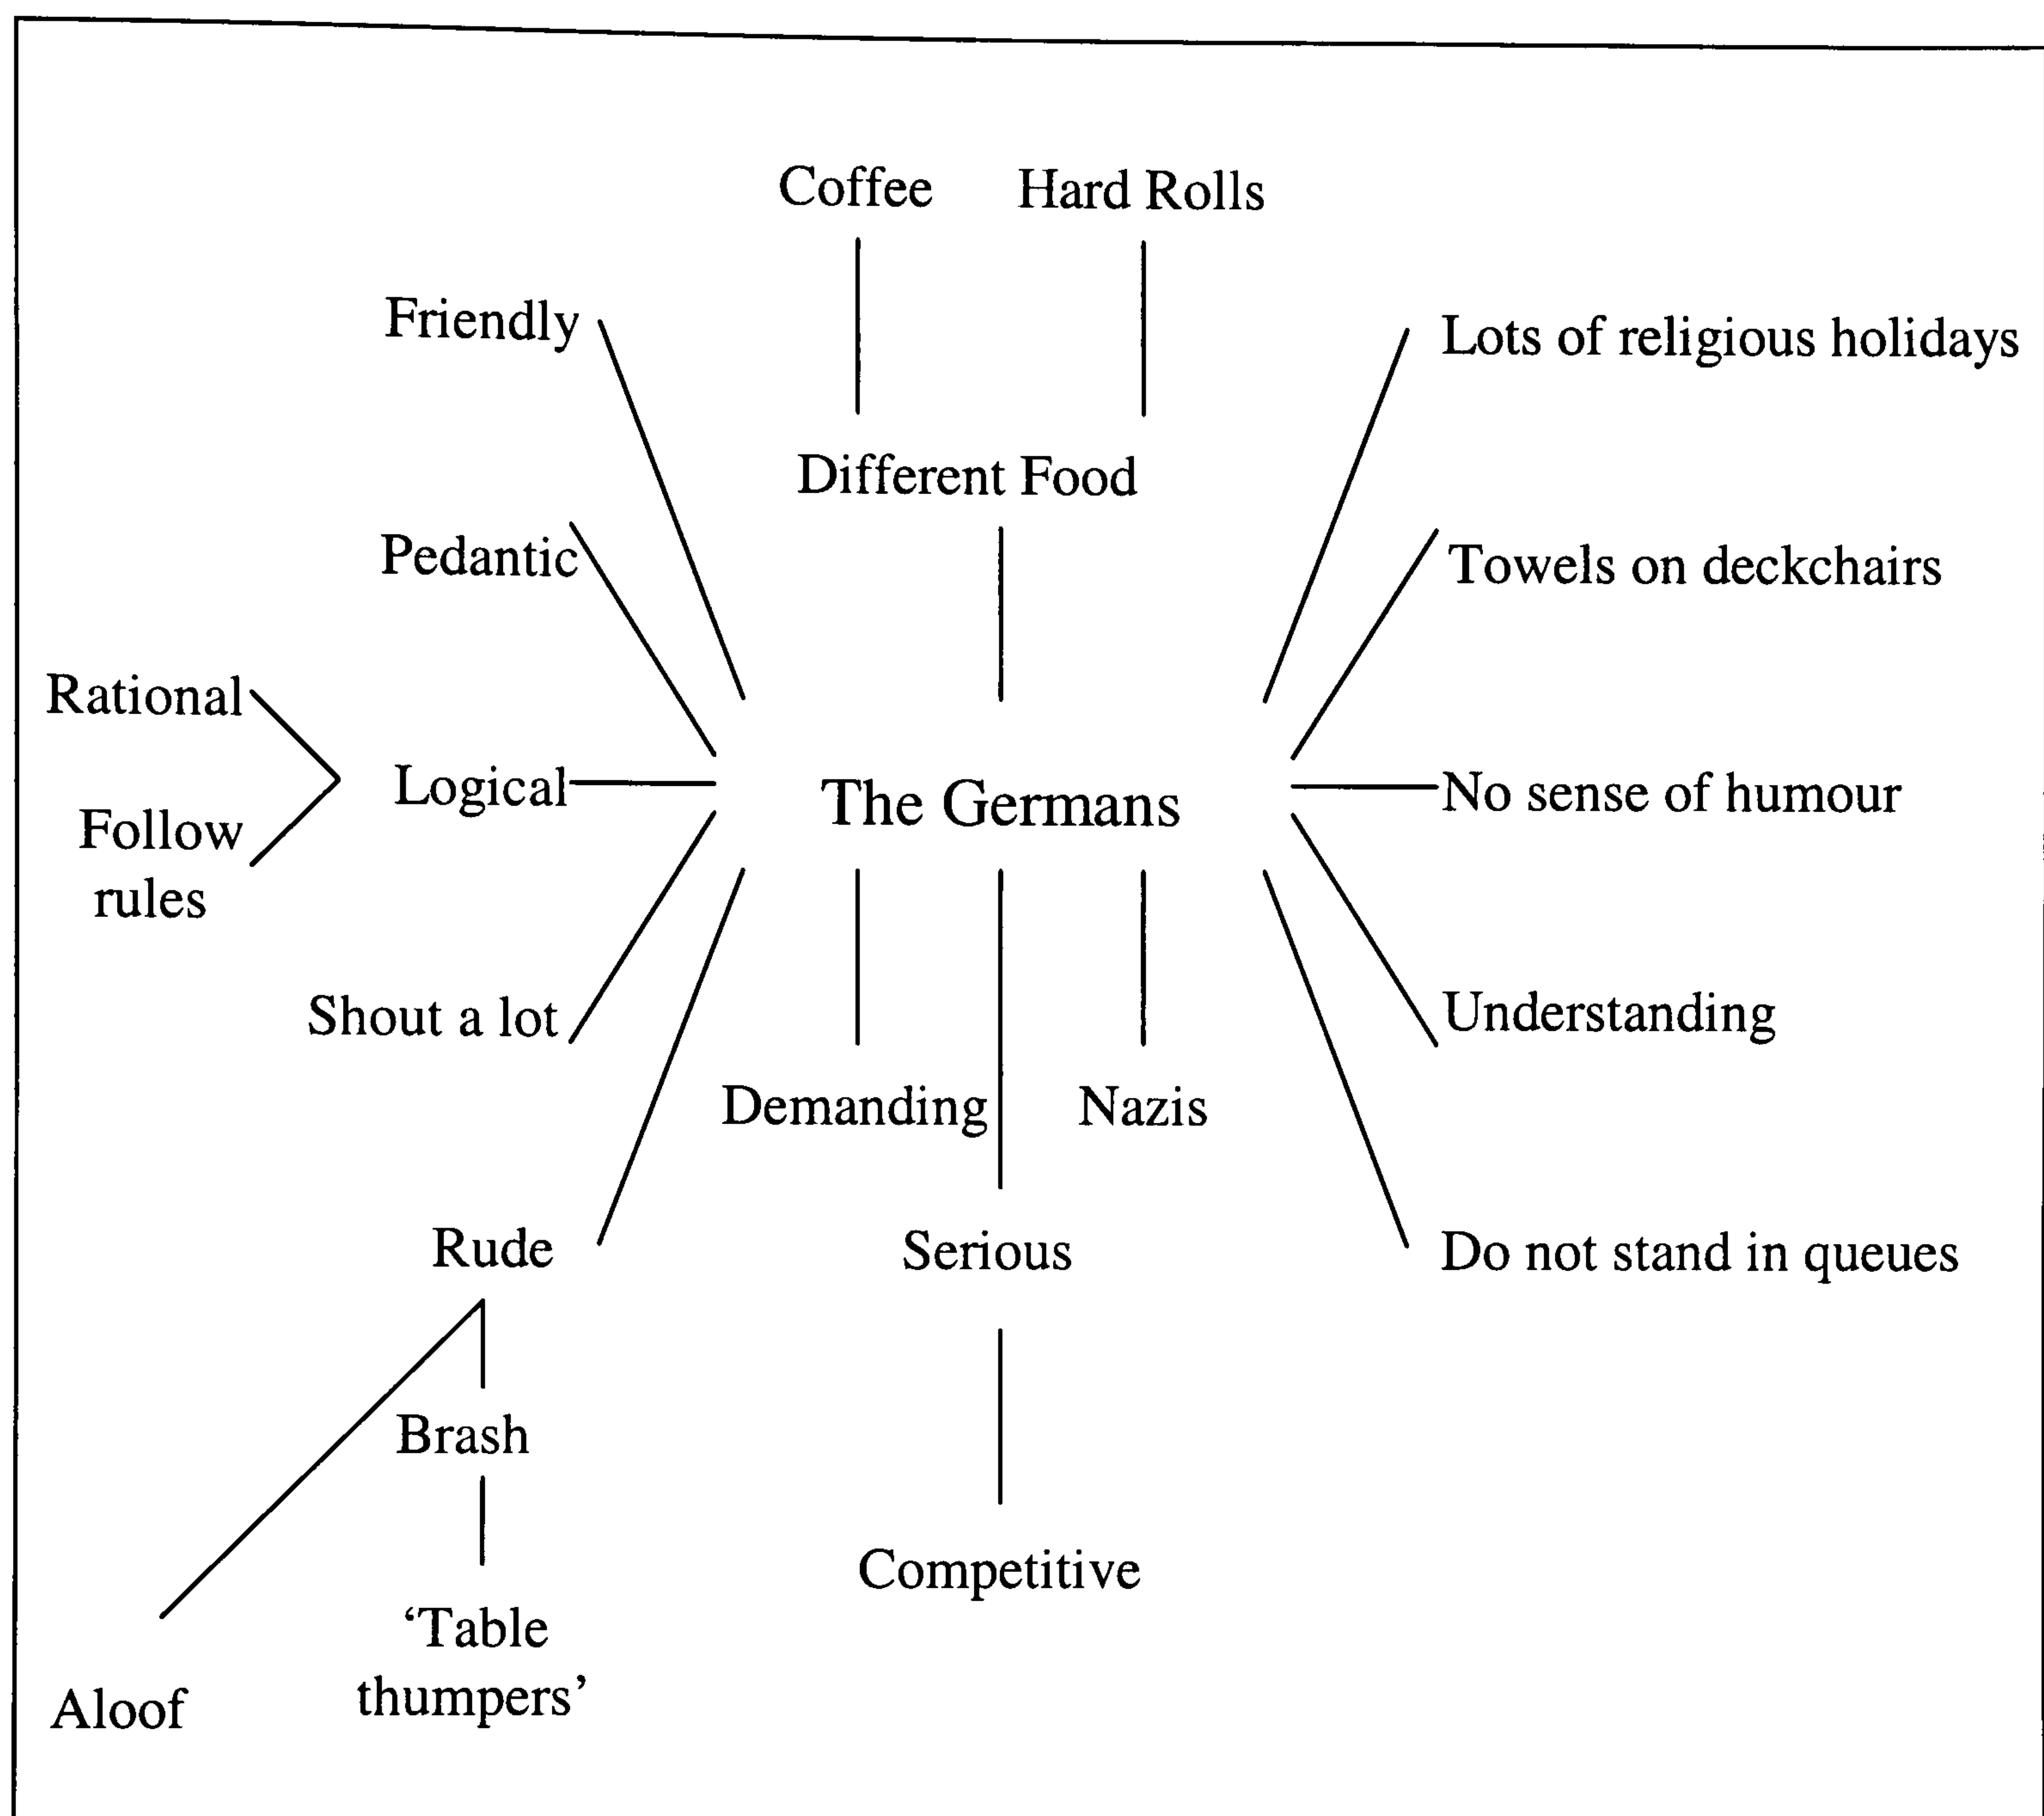 Coffee Hard Rolls
Friendly
Lots of religious holidays
Different Food
Pedantic
Towels on deckchairs
Rational
Logical
The Germans
No sense of humour
Follow
rules
Shout a lot
Understanding
Demanding
Nazis
Rude
Serious
Do not stand in queues
Brash
Competitive
‘Table
thumpers’
Aloof